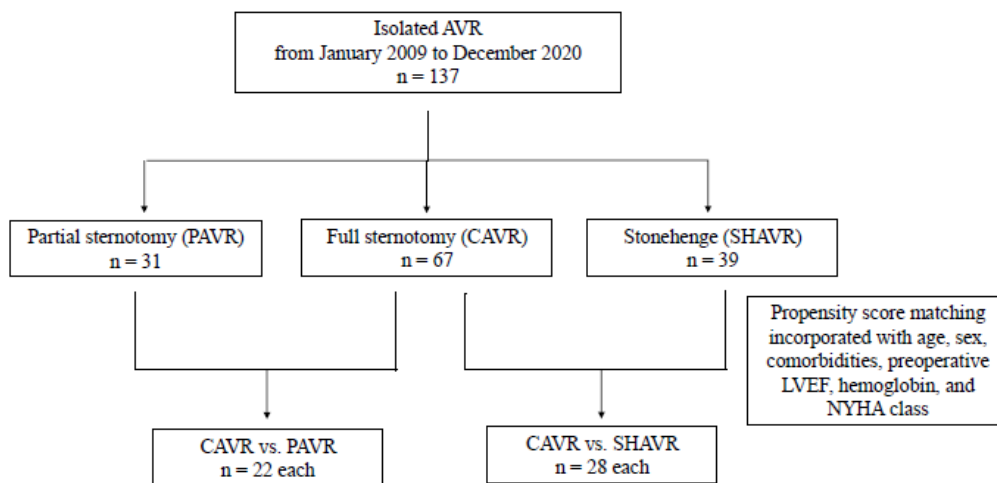 Isolated AVR
from January 2009 to December 2020
n = 137
Partial sternotomy (PAVR)
n = 31
Full sternotomy (CAVR)
n = 67
Stonehenge (SHAVR)
n = 39
Propensity score matching
incorporated with age, sex,
comorbidities, preoperative
LVEF, hemoglobin, and
NYHA class
CAVR vs. PAVR
n = 22 each
CAVR vs. SHAVR
n = 28 each